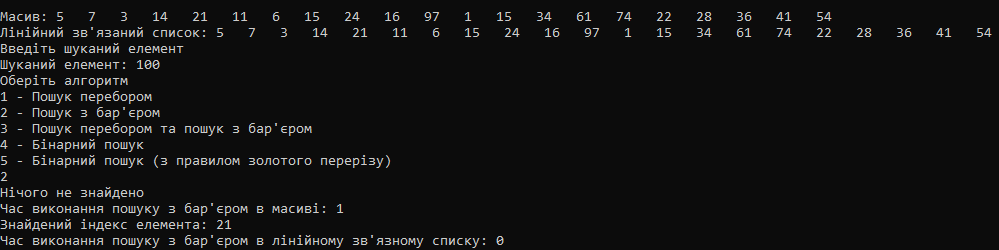 Масив: 5 7 3 14 21 11 6 15 24 16 97 1 15 34 61 74 22 28 36 41 54
Лінійний зв'язаний список: 5 7 3 14 21 11 6 15 24 16 97 1 15 34 61 74 22 28 36 41 54
Введіть шуканий елемент
Шуканий елемент: 100
Оберіть алгоритм
1 - Пошук перебором
2 - Пошук з бар'єром
3 - Пошук перебором та пошук з бар'єром
4 - Бінарний пошук
5 - Бінарний пошук (з правилом золотого перерізу)
2
Нічого не знайдено
Час виконання пошуку з бар'єром в масиві: 1
Знайдений індекс елемента: 21
Час виконання пошуку з бар'єром в лінійному зв'язному списку: 0